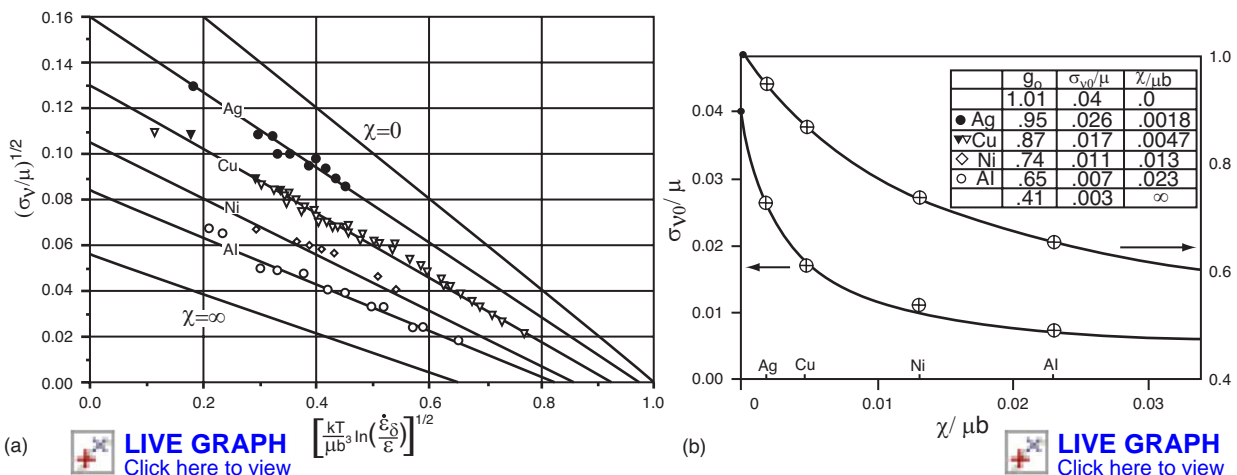 0.16
0.14
0.12
0.10
0.08
0.06
0.04
0.02
0.00
(σᵥ/μ)¹/²
Ag
Cu
Ni
Al
χ=0
χ=∞
0.0 0.2 0.4 0.6 0.8 1.0
[kT/μb³ ln(ε̇δ/ε̇)]¹/²
(a)
LIVE GRAPH
Click here to view
0.04
0.03
0.02
0.01
0.00
σᵥ₀/μ
g₀ σᵥ₀/μ χ/μb
1.01 .04 .0
Ag .95 .026 .0018
Cu .87 .017 .0047
Ni .74 .011 .013
Al .65 .007 .023
.41 .003 ∞
1.0
0.8
0.6
0.4
Ag Cu Ni Al
0 0.01 0.02 0.03
χ/ μb
(b)
LIVE GRAPH
Click here to view